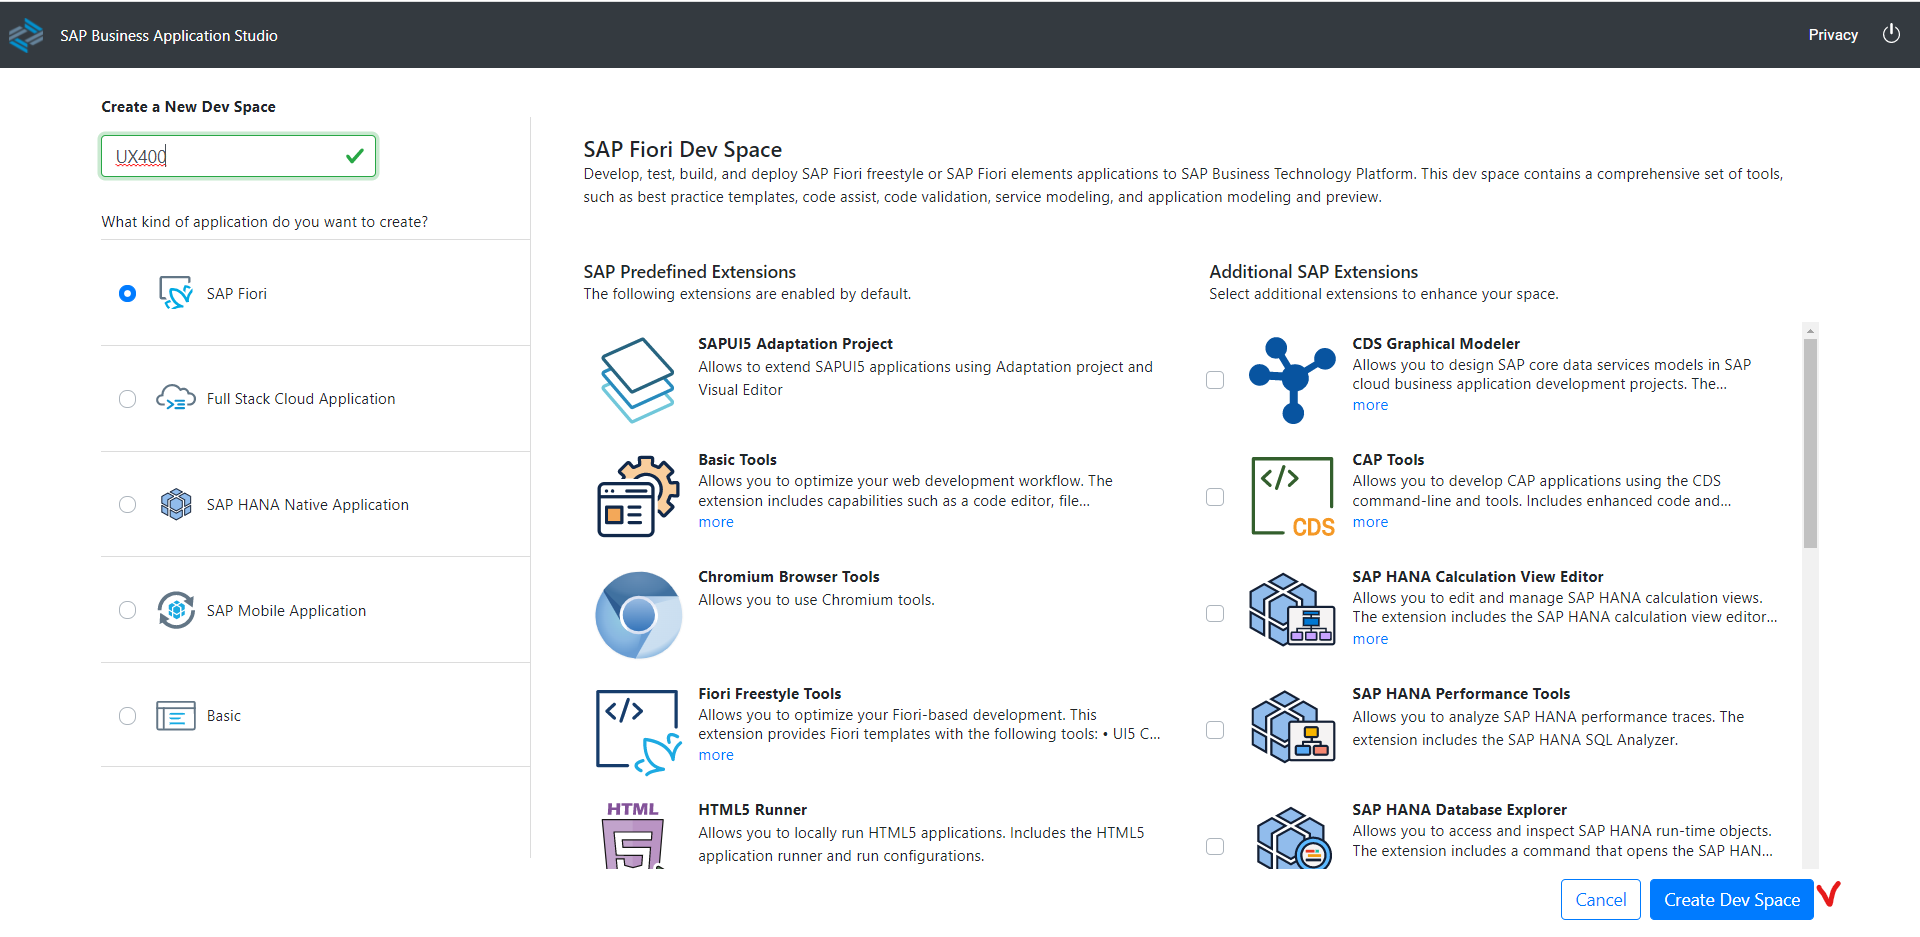 SAP Business Application Studio
Privacy
Create a New Dev Space
UX400
What kind of application do you want to create?
SAP Fiori
Full Stack Cloud Application
SAP HANA Native Application
SAP Mobile Application
Basic
SAP Fiori Dev Space
Develop, test, build, and deploy SAP Fiori freestyle or SAP Fiori elements applications to SAP Business Technology Platform. This dev space contains a comprehensive set of tools,
such as best practice templates, code assist, code validation, service modeling, and application modeling and preview.
SAP Predefined Extensions
The following extensions are enabled by default.
SAPUI5 Adaptation Project
Allows to extend SAPUI5 applications using Adaptation project and
Visual Editor
Basic Tools
Allows you to optimize your web development workflow. The
extension includes capabilities such as a code editor, file...
more
Chromium Browser Tools
Allows you to use Chromium tools.
</>
Fiori Freestyle Tools
Allows you to optimize your Fiori-based development. This
extension provides Fiori templates with the following tools: • UI5 C...
more
HTML
5
HTML5 Runner
Allows you to locally run HTML5 applications. Includes the HTML5
application runner and run configurations.
Additional SAP Extensions
Select additional extensions to enhance your space.
CDS Graphical Modeler
Allows you to design SAP core data services models in SAP
cloud business application development projects. The...
more
</>
CDS
CAP Tools
Allows you to develop CAP applications using the CDS
command-line and tools. Includes enhanced code and...
more
SAP HANA Calculation View Editor
Allows you to edit and manage SAP HANA calculation views.
The extension includes the SAP HANA calculation view editor...
more
SAP HANA Performance Tools
Allows you to analyze SAP HANA performance traces. The
extension includes the SAP HANA SQL Analyzer.
SAP HANA Database Explorer
Allows you to access and inspect SAP HANA run-time objects.
The extension includes a command that opens the SAP HAN...
Cancel
Create Dev Space